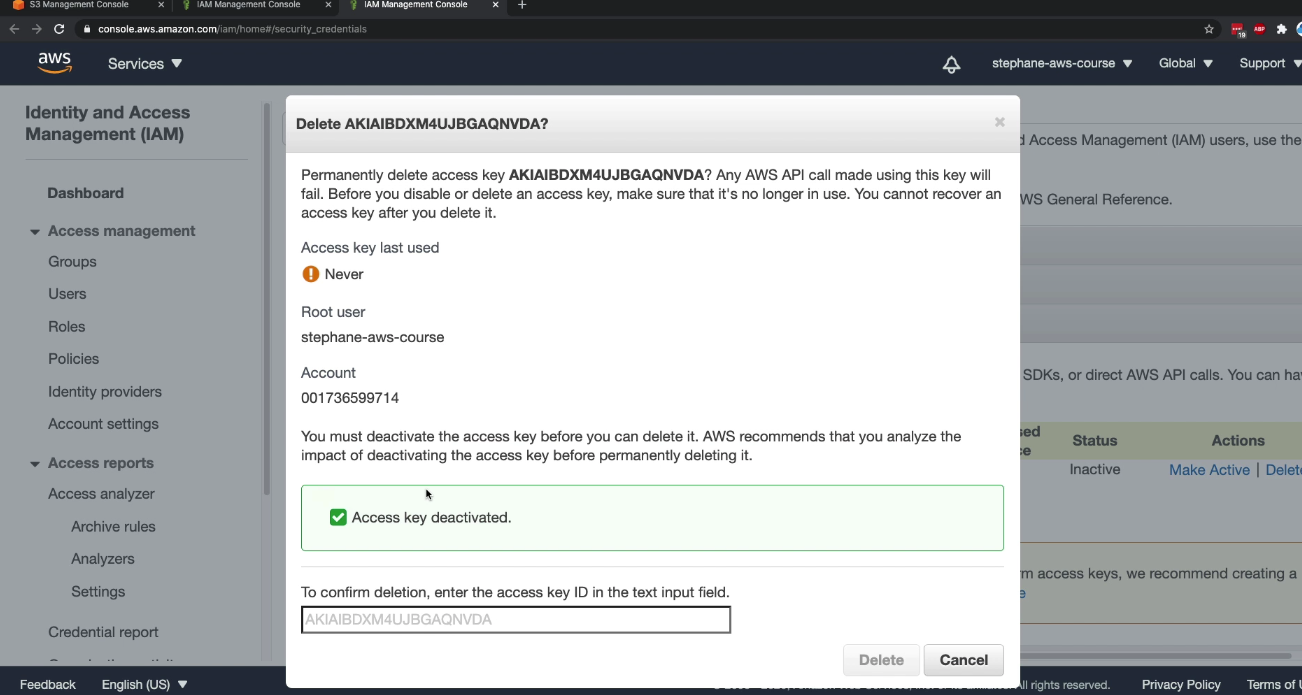 S3 Management Console
IAM Management Console
IAM Management Console
console.aws.amazon.com/iam/home#/security_credentials
19
ABP
aws
Services
stephane-aws-course
Global
Support
Identity and Access
Management (IAM)
Dashboard
Access management
Groups
Users
Roles
Policies
Identity providers
Account settings
Access reports
Access analyzer
Archive rules
Analyzers
Settings
Credential report
Delete AKIAIBDXM4UJBGAQNVDA?
Permanently delete access key AKIAIBDXM4UJBGAQNVDA? Any AWS API call made using this key will
fail. Before you disable or delete an access key, make sure that it's no longer in use. You cannot recover an
access key after you delete it.
Access key last used
Never
Root user
stephane-aws-course
Account
001736599714
You must deactivate the access key before you can delete it. AWS recommends that you analyze the
impact of deactivating the access key before permanently deleting it.
Access key deactivated.
To confirm deletion, enter the access key ID in the text input field.
AKIAIBDXM4UJBGAQNVDA
Delete
Cancel
Access Management (IAM) users, use the
WS General Reference.
SDKs, or direct AWS API calls. You can
Status
Actions
Inactive
Make Active | Delete
access keys, we recommend creating a
Feedback
English (US)
All rights reserved.
Privacy Policy
Terms of